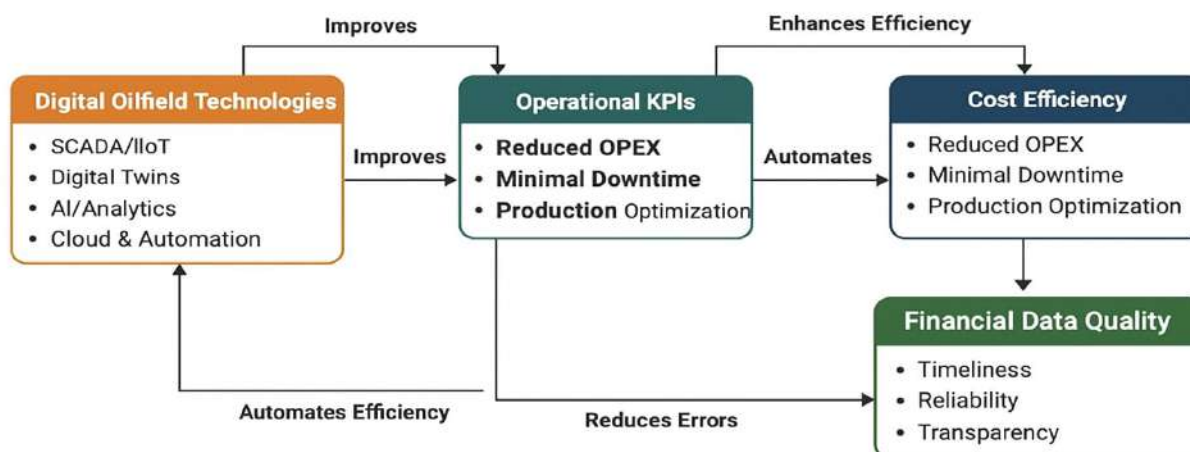 Improves
Enhances Efficiency
Digital Oilfield Technologies
• SCADA/IIoT
• Digital Twins
• AI/Analytics
• Cloud & Automation
Improves
Operational KPIs
• Reduced OPEX
• Minimal Downtime
• Production Optimization
Automates
Cost Efficiency
• Reduced OPEX
• Minimal Downtime
• Production Optimization
Financial Data Quality
• Timeliness
• Reliability
• Transparency
Automates Efficiency
Reduces Errors